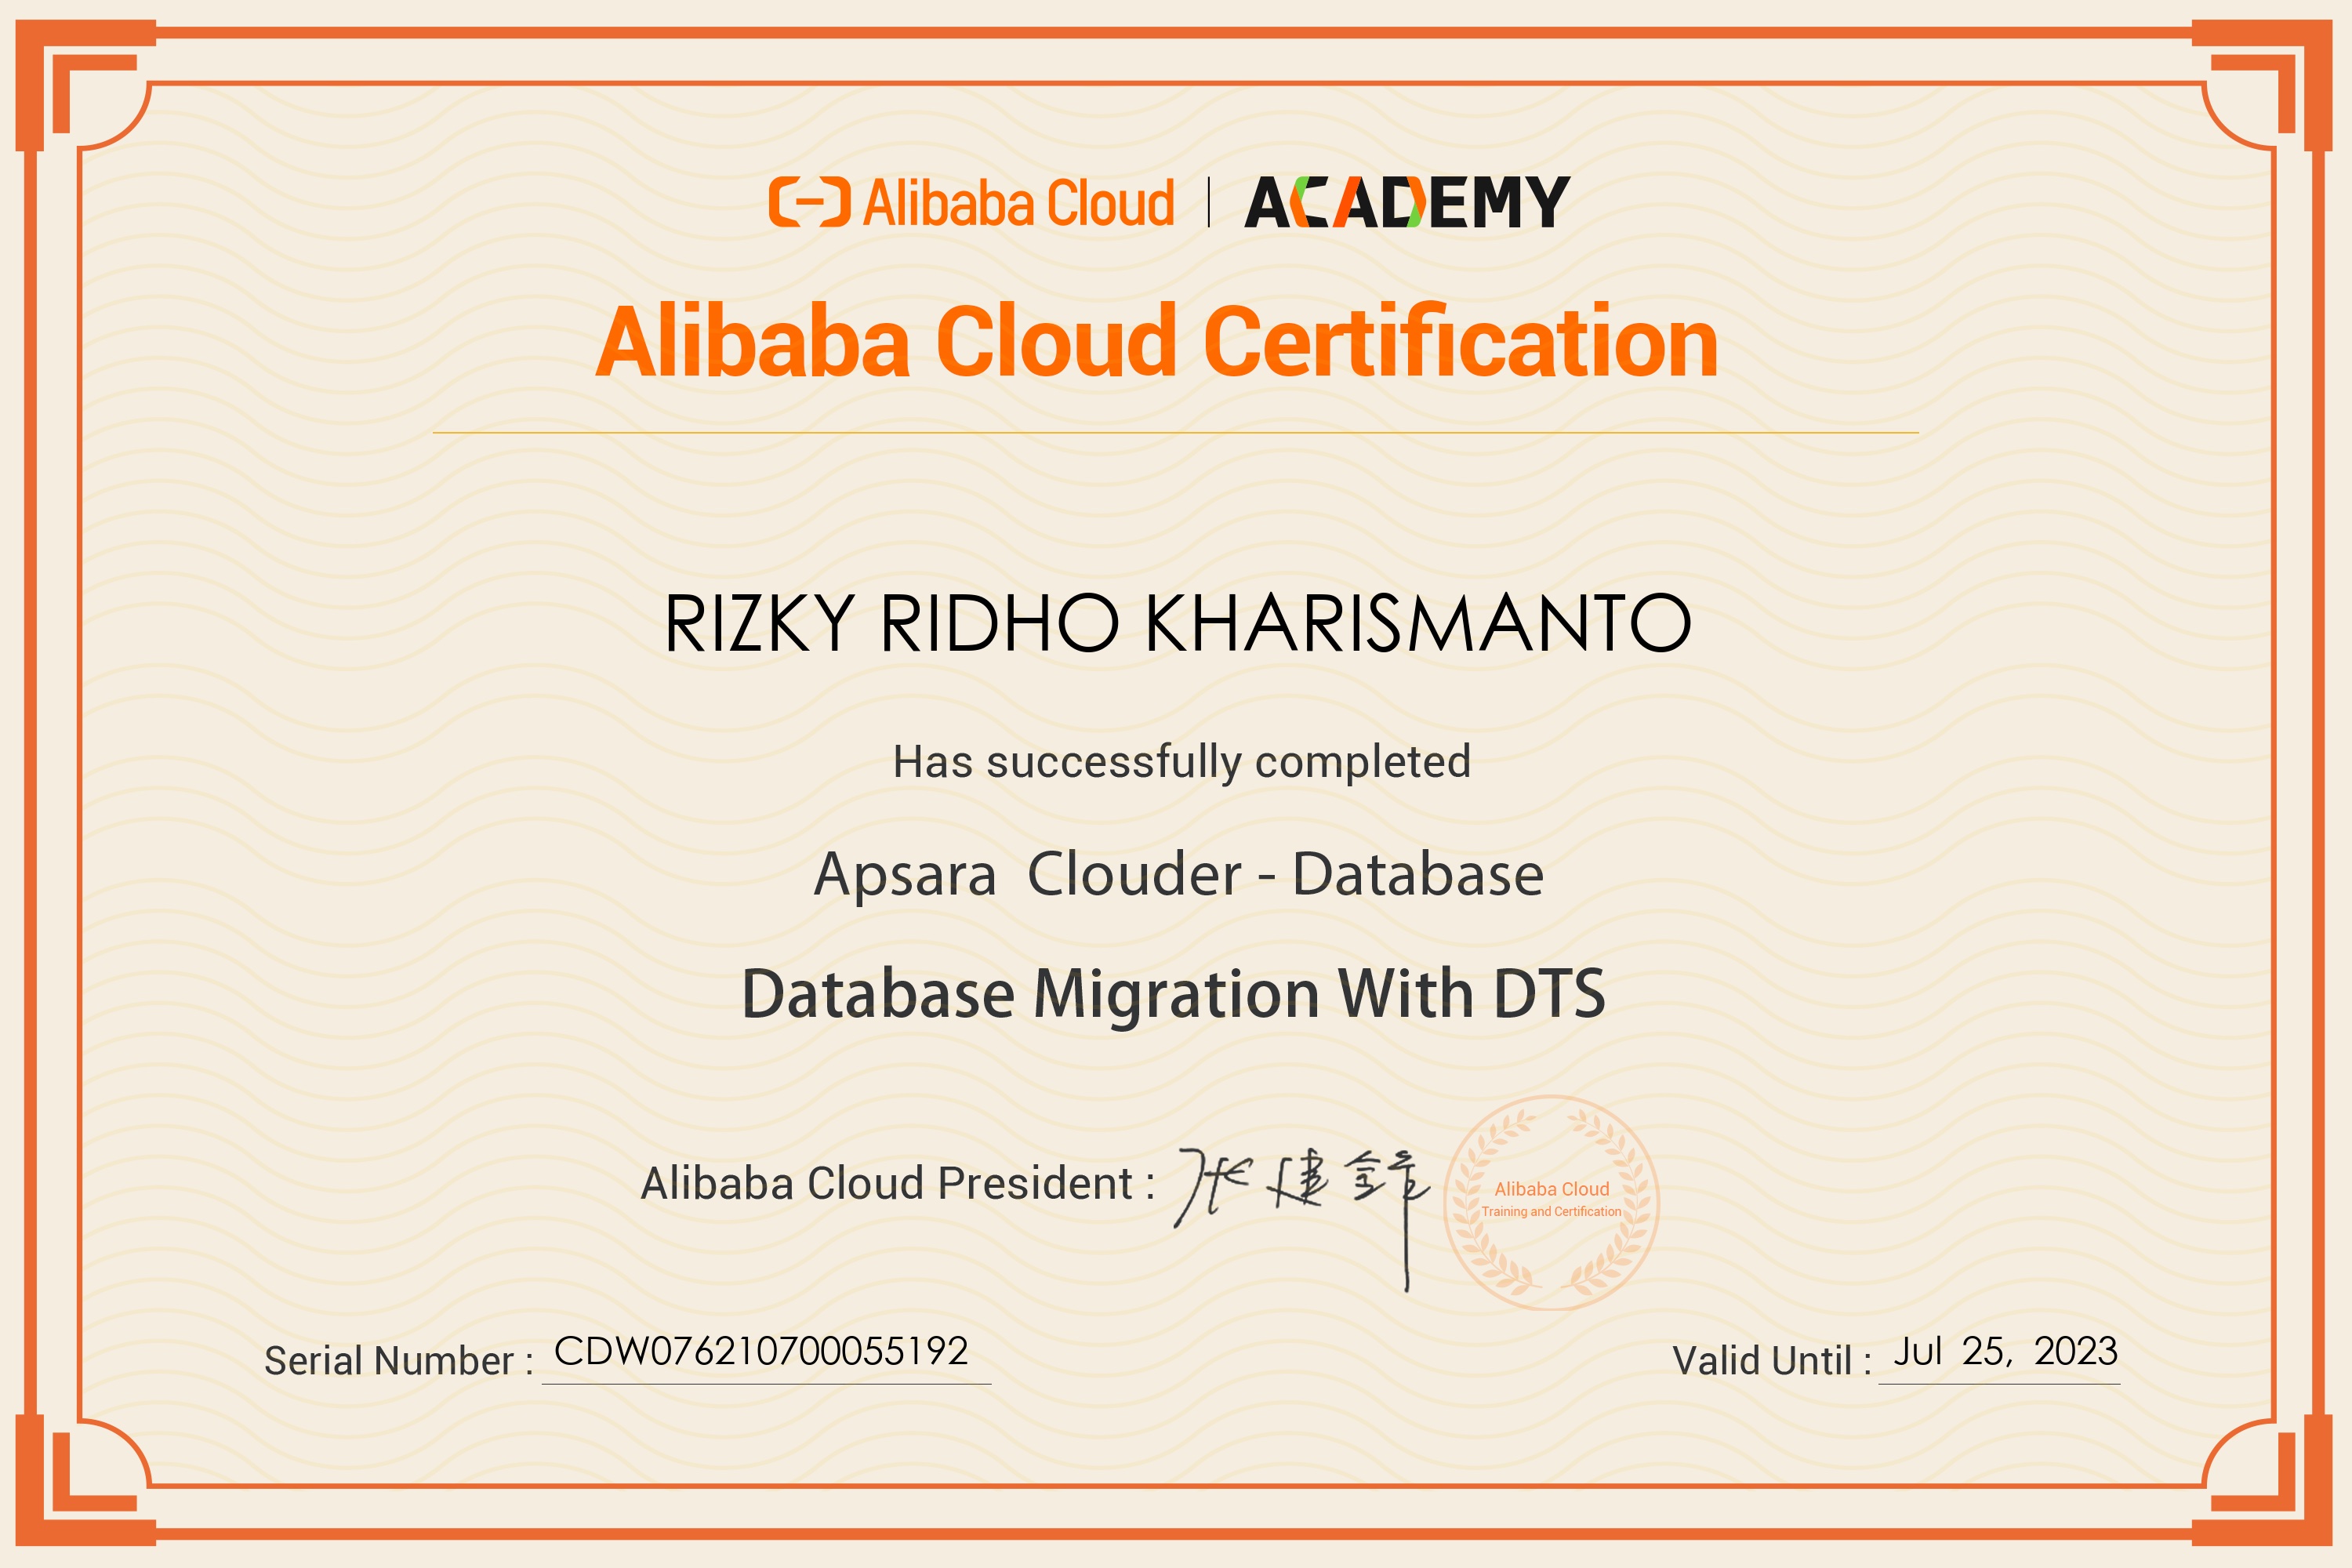 Alibaba Cloud | ACADEMY
Alibaba Cloud Certification
RIZKY RIDHO KHARISMANTO
Has successfully completed
Apsara Clouder - Database
Database Migration With DTS
Alibaba Cloud President : 张建锋
Alibaba Cloud
Training and Certification
Serial Number : CDW076210700055192
Valid Until : Jul 25, 2023